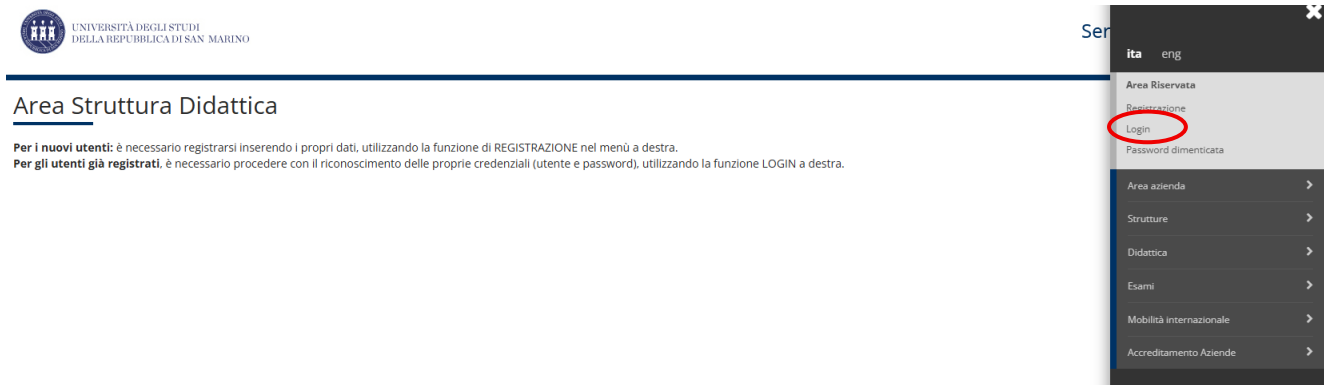 UNIVERSITÀ DEGLI STUDI
DELLA REPUBBLICA DI SAN MARINO
Ser
ita eng
Area Riservata
Registrazione
Login
Password dimenticata
Area azienda
Strutture
Didattica
Esami
Mobilità internazionale
Accreditamento Aziende
Area Struttura Didattica
Per i nuovi utenti: è necessario registrarsi inserendo i propri dati, utilizzando la funzione di REGISTRAZIONE nel menù a destra.
Per gli utenti già registrati, è necessario procedere con il riconoscimento delle proprie credenziali (utente e password), utilizzando la funzione LOGIN a destra.